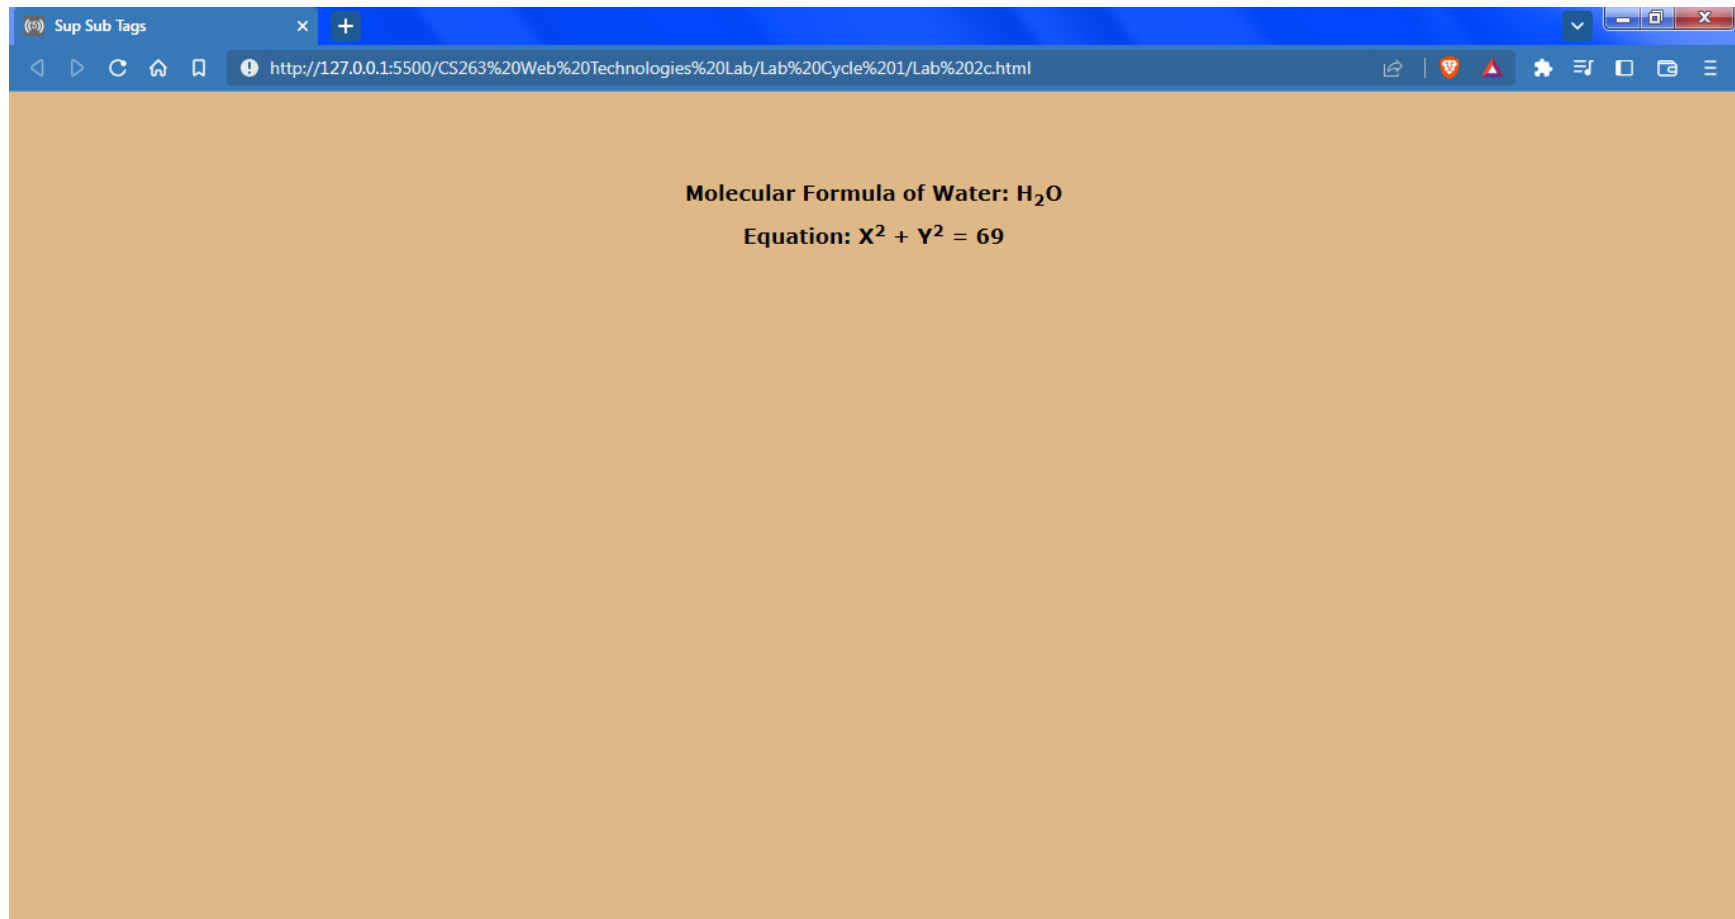 Sup Sub Tags
http://127.0.0.1:5500/CS263%20Web%20Technologies%20Lab/Lab%20Cycle%201/Lab%202c.html
Molecular Formula of Water: H₂O
Equation: X² + Y² = 69